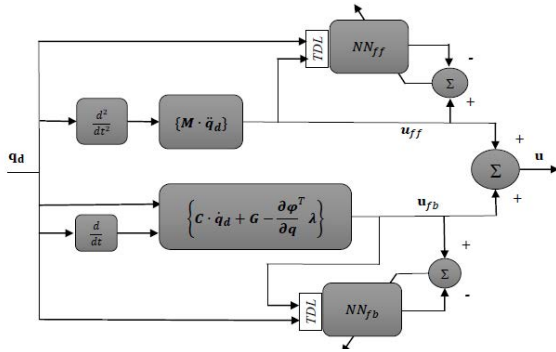 TDL
NN_ff
-
Σ
+
d²/dt²
{M · q̈_d}
u_ff
+
q_d
Σ
u
{C · q̇_d + G − ∂φ^T/∂q λ}
u_fb
+
d/dt
+
Σ
TDL
NN_fb
-